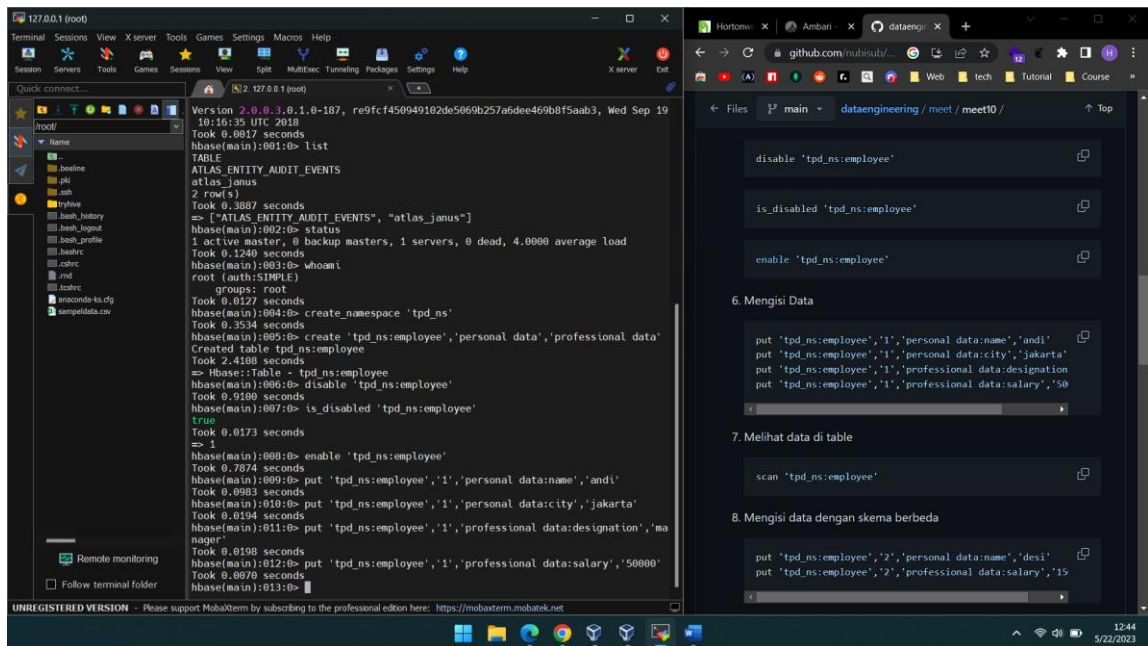 127.0.0.1 (root)
Terminal Sessions View X server Tools Games Settings Macros Help
Session Servers Tools Games Sessions View Split MultiExec Tunneling Packages Settings Help X server Exit
Quick connect...
2. 127.0.0.1 (root)
/root/
Name
..
.beeline
.pki
.ssh
tryhive
.bash_history
.bash_logout
.bash_profile
.bashrc
.cshrc
.rnd
.tcshrc
anaconda-ks.cfg
sampeldata.csv
Remote monitoring
Follow terminal folder
Version 2.0.0.3.0.1.0-187, re9fcf450949102de5069b257a6dee469b8f5aab3, Wed Sep 19
10:16:35 UTC 2018
Took 0.0017 seconds
hbase(main):001:0> list
TABLE
ATLAS_ENTITY_AUDIT_EVENTS
atlas_janus
2 row(s)
Took 0.3887 seconds
=> ["ATLAS_ENTITY_AUDIT_EVENTS", "atlas_janus"]
hbase(main):002:0> status
1 active master, 0 backup masters, 1 servers, 0 dead, 4.0000 average load
Took 0.1240 seconds
hbase(main):003:0> whoami
root (auth:SIMPLE)
groups: root
Took 0.0127 seconds
hbase(main):004:0> create_namespace 'tpd_ns'
Took 0.3534 seconds
hbase(main):005:0> create 'tpd_ns:employee','personal data','professional data'
Created table tpd_ns:employee
Took 2.4108 seconds
=> Hbase::Table - tpd_ns:employee
hbase(main):006:0> disable 'tpd_ns:employee'
Took 0.9100 seconds
hbase(main):007:0> is_disabled 'tpd_ns:employee'
true
Took 0.0173 seconds
=> 1
hbase(main):008:0> enable 'tpd_ns:employee'
Took 0.7874 seconds
hbase(main):009:0> put 'tpd_ns:employee','1','personal data:name','andi'
Took 0.0983 seconds
hbase(main):010:0> put 'tpd_ns:employee','1','personal data:city','jakarta'
Took 0.0194 seconds
hbase(main):011:0> put 'tpd_ns:employee','1','professional data:designation','ma
nager'
Took 0.0198 seconds
hbase(main):012:0> put 'tpd_ns:employee','1','professional data:salary','50000'
Took 0.0070 seconds
hbase(main):013:0>
UNREGISTERED VERSION - Please support MobaXterm by subscribing to the professional edition here: https://mobaxterm.mobatek.net
Hortonw Ambari - dataengi
github.com/nubisub/...
12
H
Web tech Tutorial Course
Files main dataengineering / meet / meet10 / Top
disable 'tpd_ns:employee'
is_disabled 'tpd_ns:employee'
enable 'tpd_ns:employee'
6. Mengisi Data
put 'tpd_ns:employee','1','personal data:name','andi'
put 'tpd_ns:employee','1','personal data:city','jakarta'
put 'tpd_ns:employee','1','professional data:designation
put 'tpd_ns:employee','1','professional data:salary','50
7. Melihat data di table
scan 'tpd_ns:employee'
8. Mengisi data dengan skema berbeda
put 'tpd_ns:employee','2','personal data:name','desi'
put 'tpd_ns:employee','2','professional data:salary','15
12:44
5/22/2023